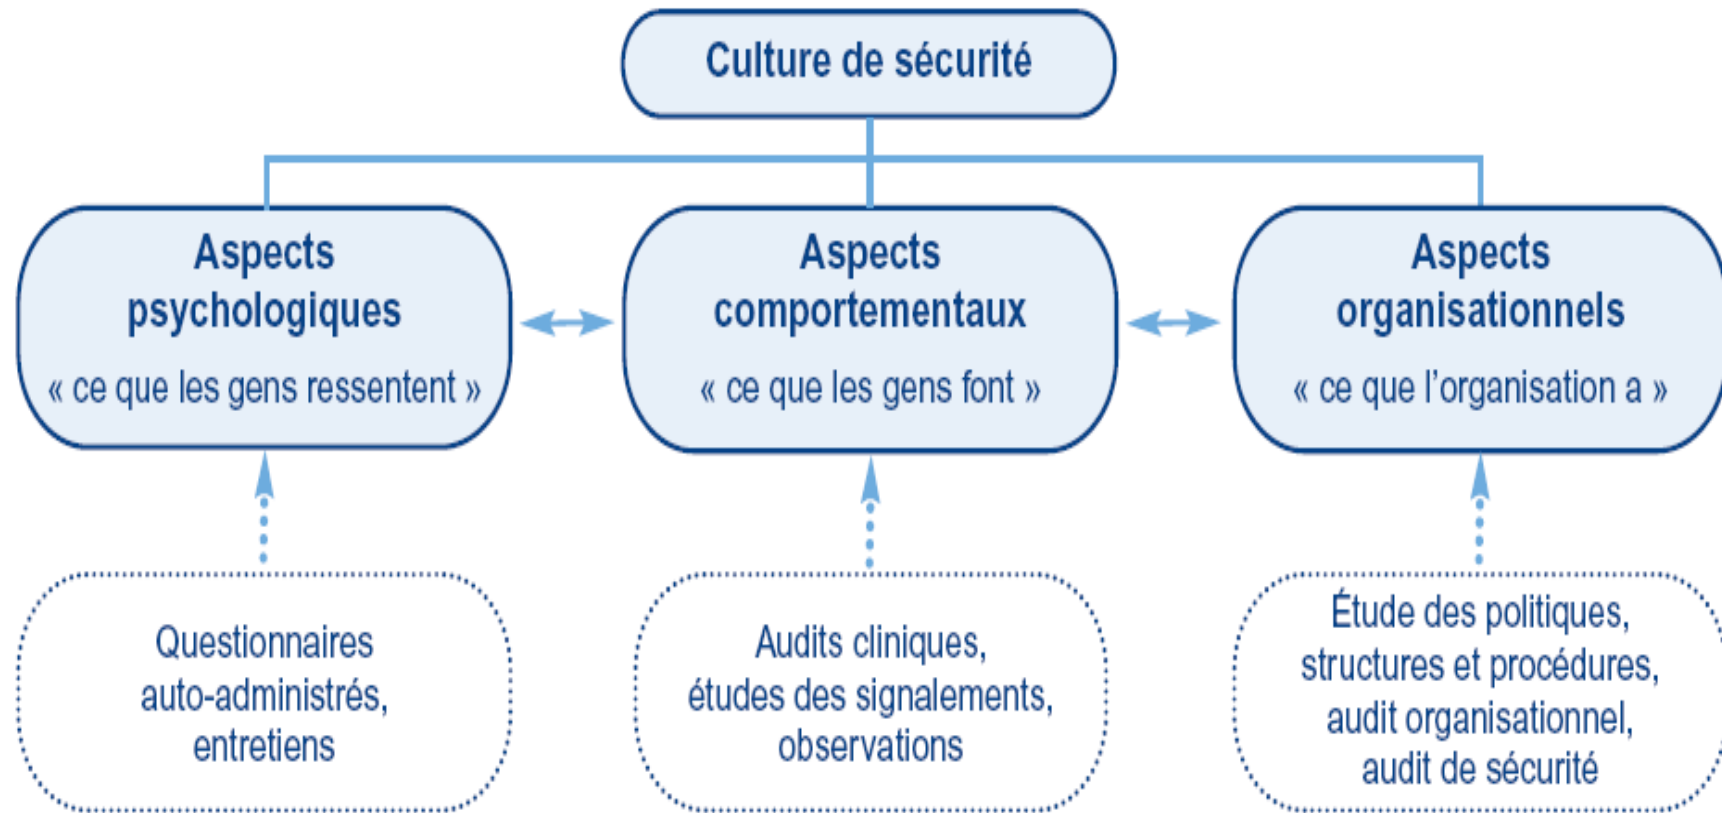 Culture de sécurité
Aspects
psychologiques
« ce que les gens ressentent »
Aspects
comportementaux
« ce que les gens font »
Aspects
organisationnels
« ce que l’organisation a »
Questionnaires
auto-administrés,
entretiens
Audits cliniques,
études des signalements,
observations
Étude des politiques,
structures et procédures,
audit organisationnel,
audit de sécurité